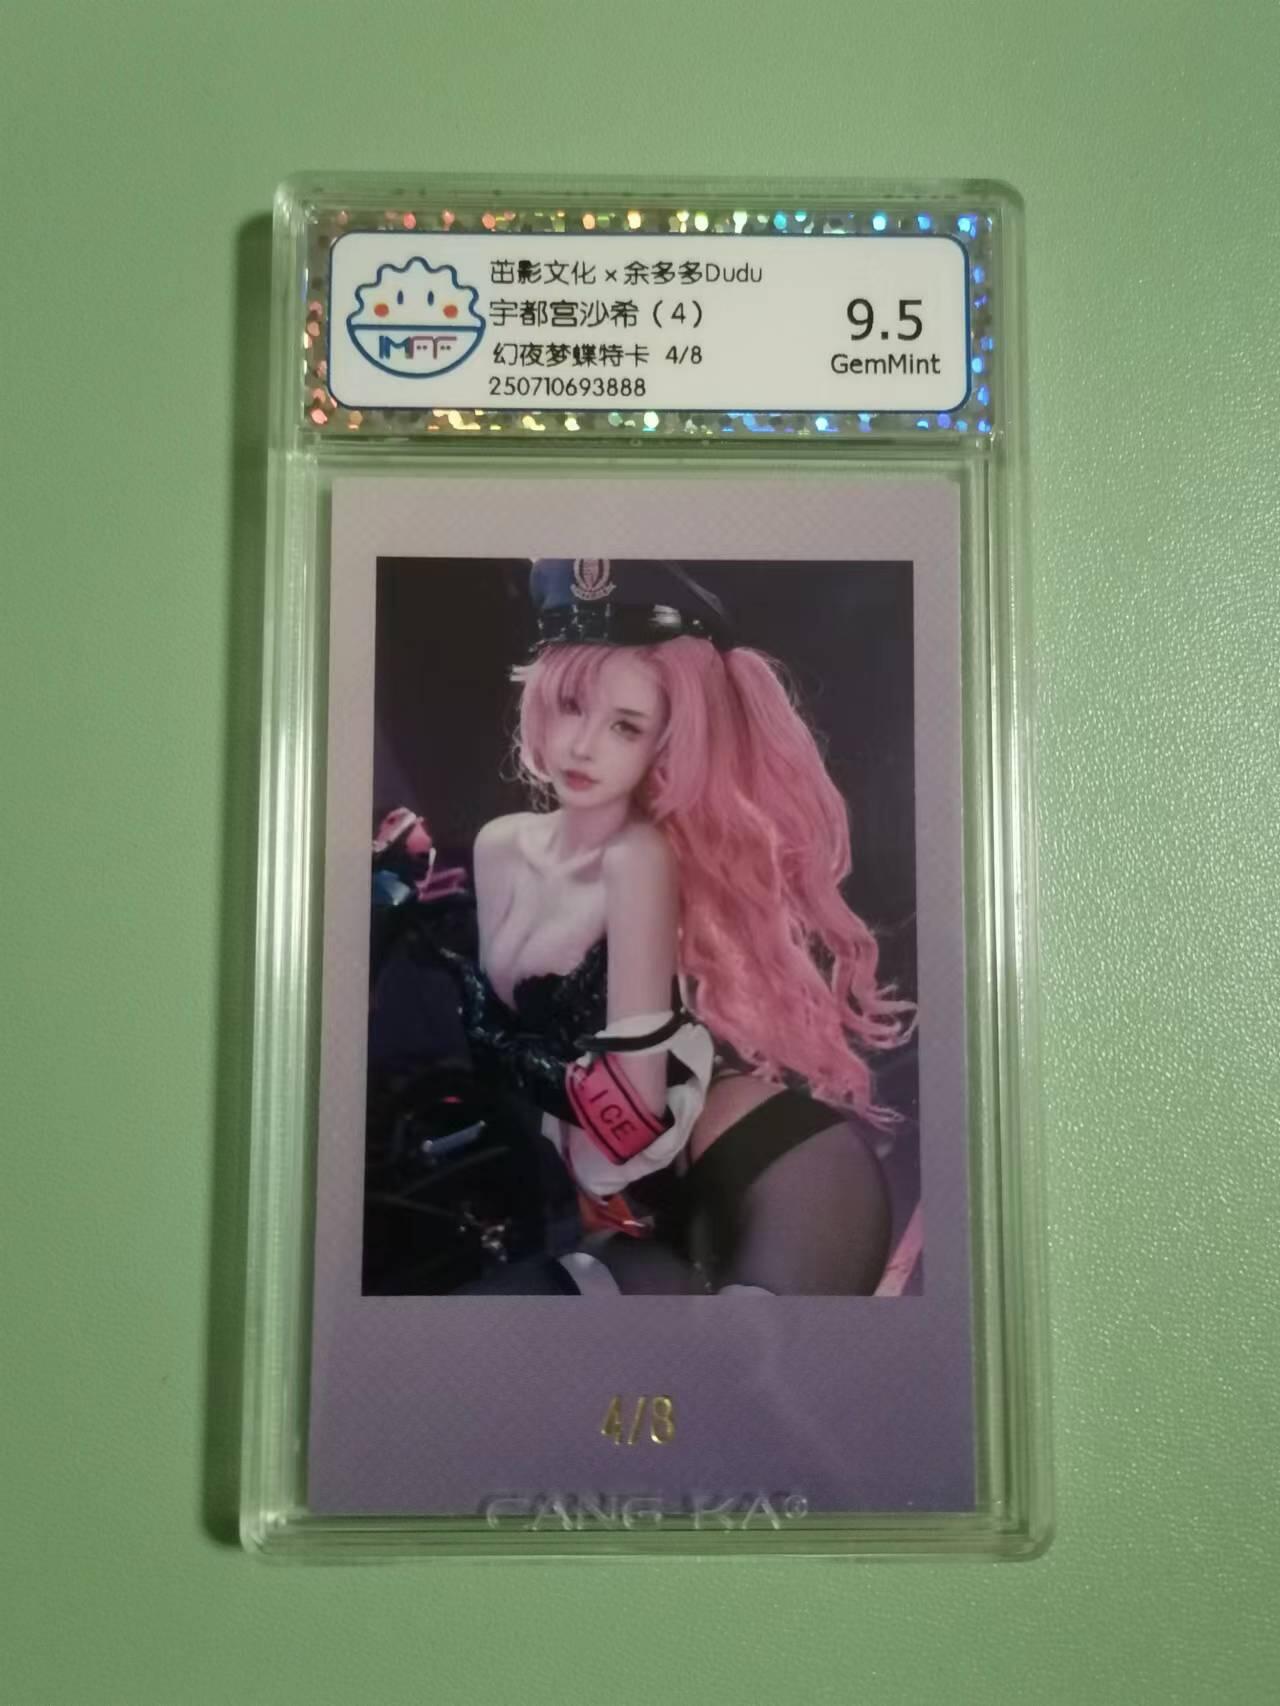 茁影文化×余多多Dudu
宇都宫沙希（4）
幻夜梦蝶特卡 4/8
250710693888
9.5
GemMint
LICE
4/8
CANG-KA®